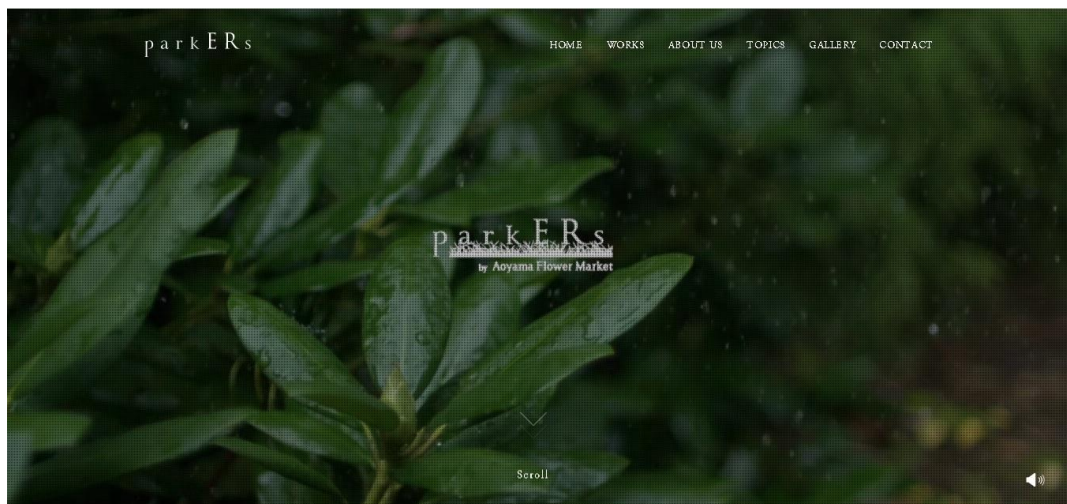 parkERs
HOME WORKS ABOUT US TOPICS GALLERY CONTACT
parkERs
by Aoyama Flower Market
Scroll